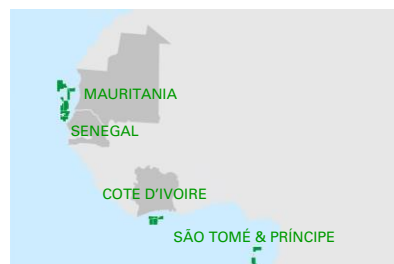 MAURITANIA
SENEGAL
COTE D'IVOIRE
SÃO TOMÉ & PRÍNCIPE